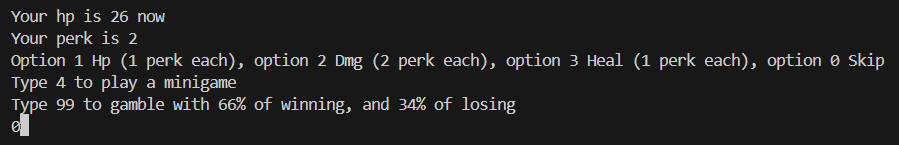 Your hp is 26 now
Your perk is 2
Option 1 Hp (1 perk each), option 2 Dmg (2 perk each), option 3 Heal (1 perk each), option 0 Skip
Type 4 to play a minigame
Type 99 to gamble with 66% of winning, and 34% of losing
0